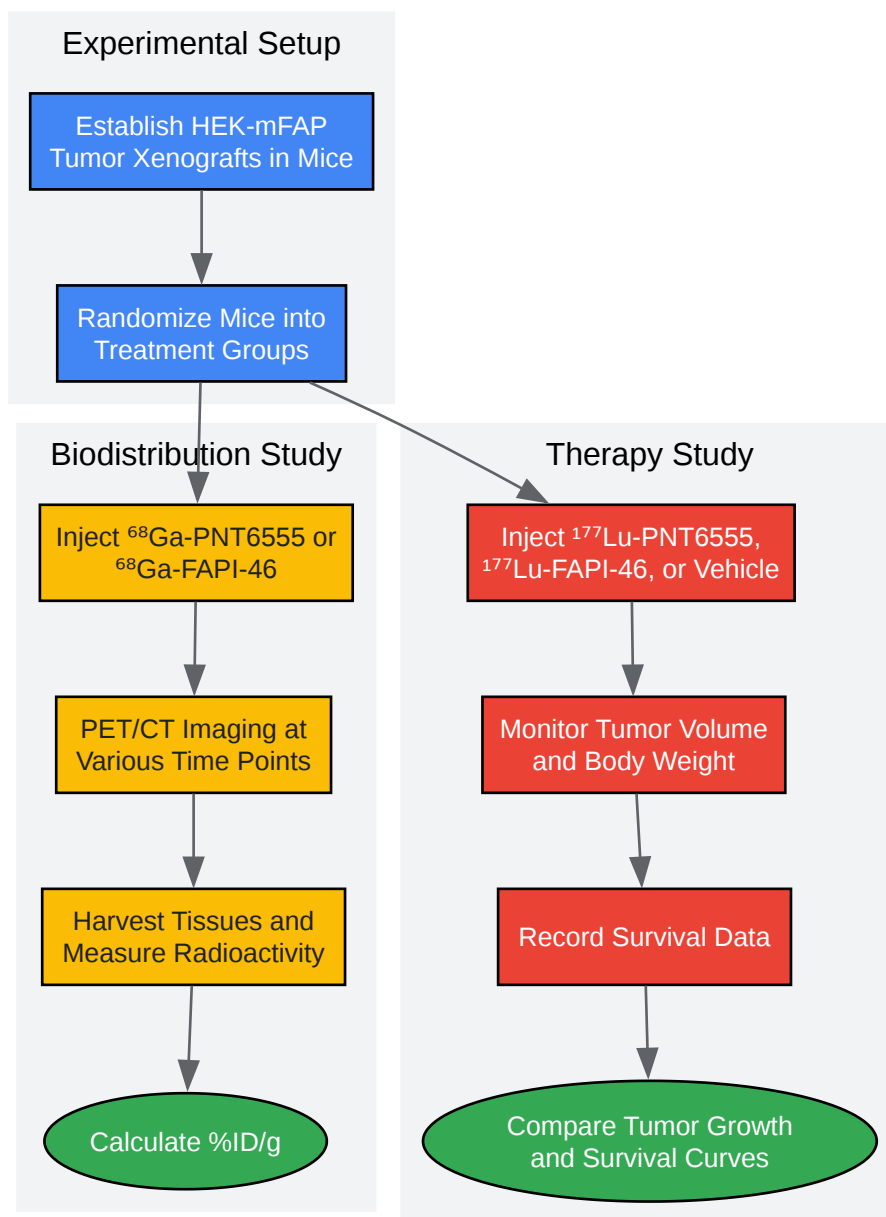 Experimental Setup
Establish HEK-mFAP
Tumor Xenografts in Mice
Randomize Mice into
Treatment Groups
Biodistribution Study
Inject ⁶⁸Ga-PNT6555 or
⁶⁸Ga-FAPI-46
PET/CT Imaging at
Various Time Points
Harvest Tissues and
Measure Radioactivity
Calculate %ID/g
Therapy Study
Inject ¹⁷⁷Lu-PNT6555,
¹⁷⁷Lu-FAPI-46, or Vehicle
Monitor Tumor Volume
and Body Weight
Record Survival Data
Compare Tumor Growth
and Survival Curves